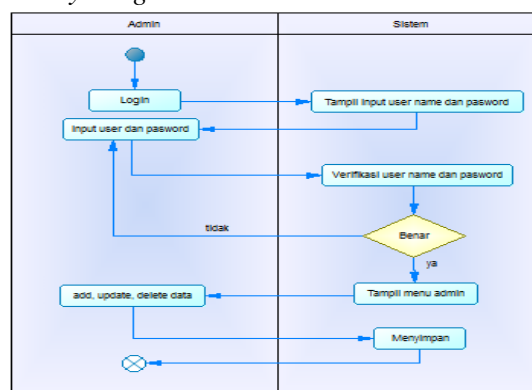 Admin
Sistem
Login
Tampil input user name dan pasword
Input user dan pasword
Verifikasi user name dan pasword
tidak
Benar
ya
add, update, delete data
Tampil menu admin
Menyimpan